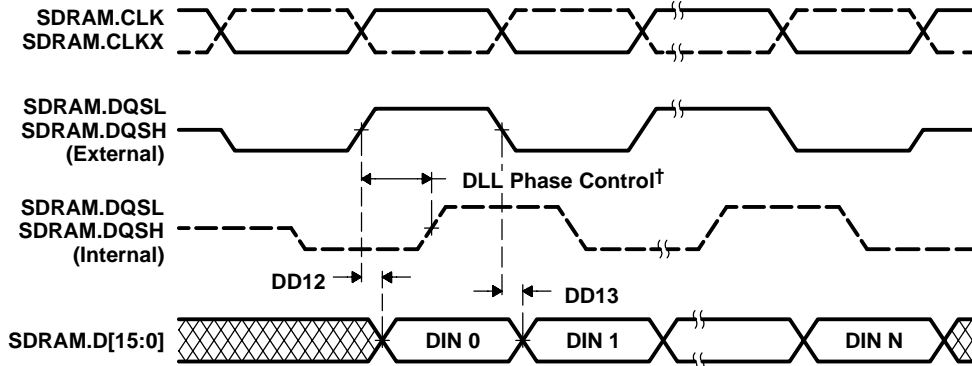 SDRAM.CLK
SDRAM.CLKX
SDRAM.DQSL
SDRAM.DQSH
(External)
DLL Phase Control†
SDRAM.DQSL
SDRAM.DQSH
(Internal)
DD12
DD13
SDRAM.D[15:0]
DIN 0
DIN 1
DIN N